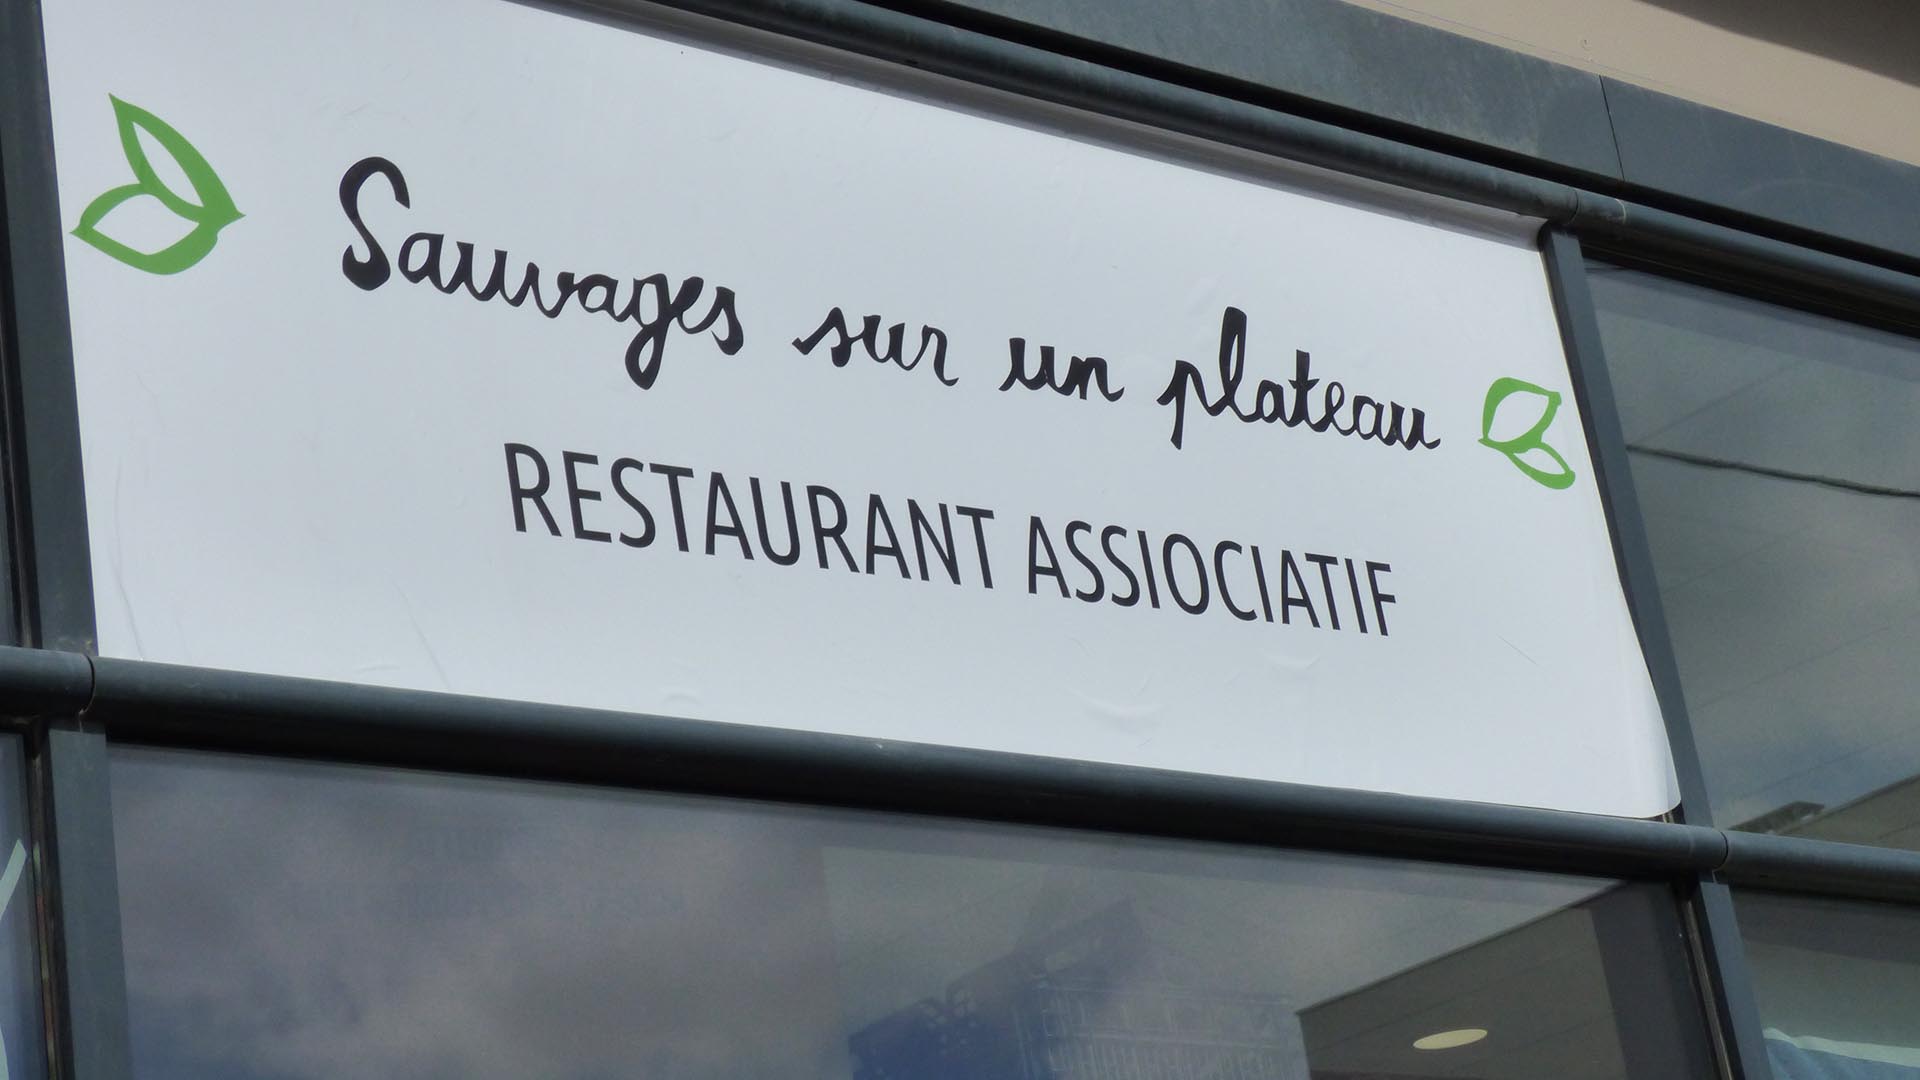 Sauvages sur un plateau
RESTAURANT ASSIOCIATIF